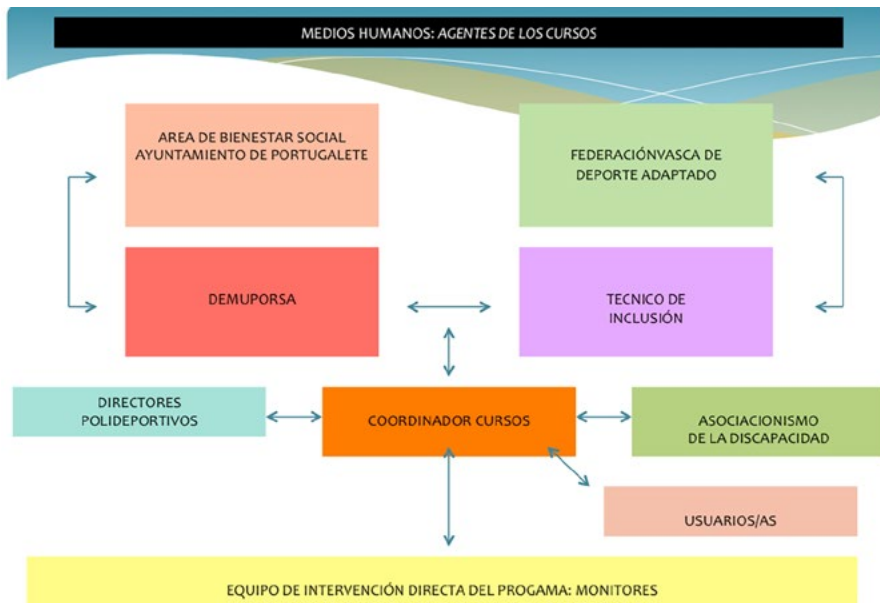 MEDIOS HUMANOS: AGENTES DE LOS CURSOS
AREA DE BIENESTAR SOCIAL
AYUNTAMIENTO DE PORTUGALETE
FEDERACIÓNVASCA DE
DEPORTE ADAPTADO
DEMUPORSA
TECNICO DE
INCLUSIÓN
DIRECTORES
POLIDEPORTIVOS
COORDINADOR CURSOS
ASOCIACIONISMO
DE LA DISCAPACIDAD
USUARIOS/AS
EQUIPO DE INTERVENCIÓN DIRECTA DEL PROGAMA: MONITORES